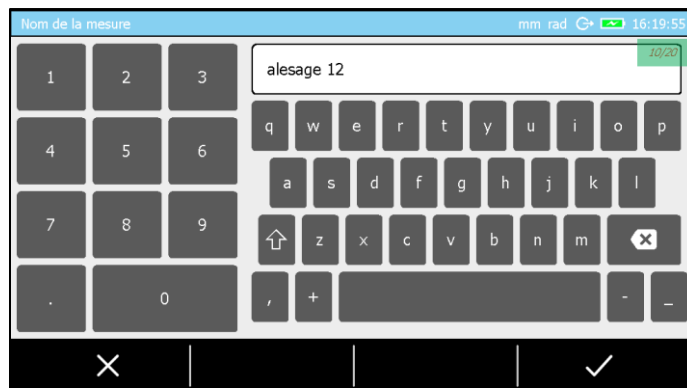 Nom de la mesure mm rad 16:19:55
alesage 12 10/20
1 2 3
q w e r t y u i o p
4 5 6
a s d f g h j k l
7 8 9
z x c v b n m
. 0
, + - _